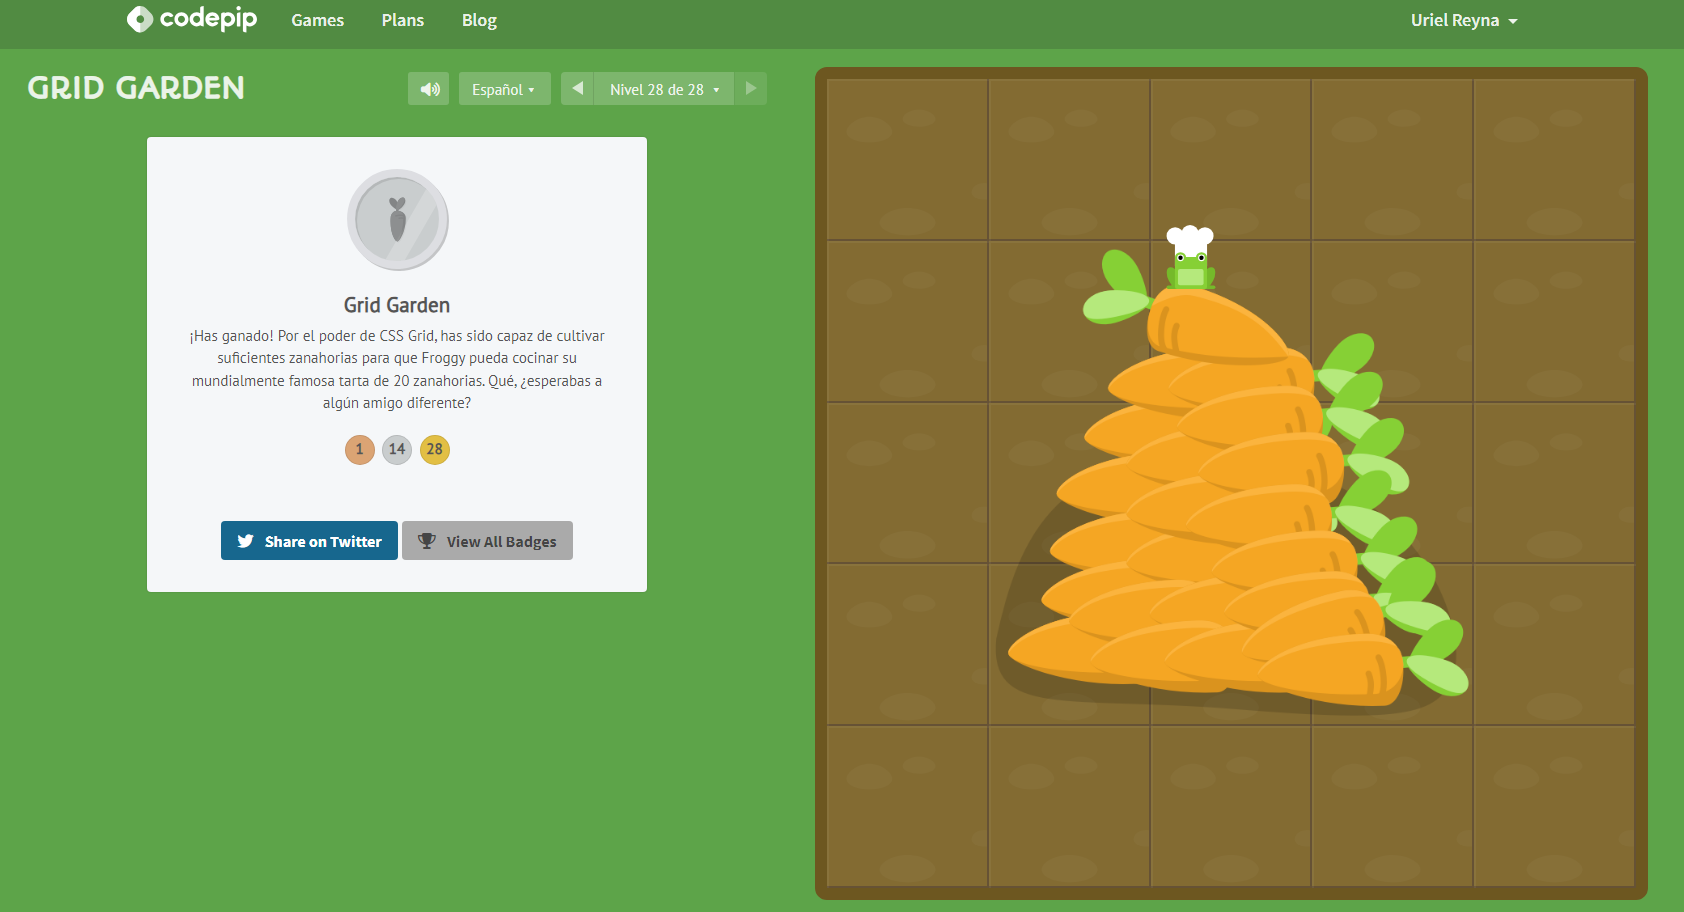 codepip
Games
Plans
Blog
Uriel Reyna
GRID GARDEN
Español
Nivel 28 de 28
Grid Garden
¡Has ganado! Por el poder de CSS Grid, has sido capaz de cultivar
suficientes zanahorias para que Froggy pueda cocinar su
mundialmente famosa tarta de 20 zanahorias. Qué, ¿esperabas a
algún amigo diferente?
1
14
28
Share on Twitter
View All Badges